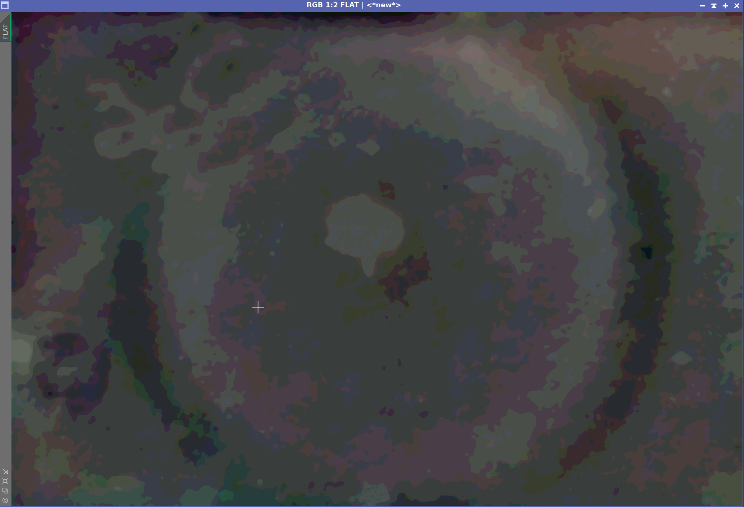 RGB 1:2 FLAT | <*new*>
FLAT